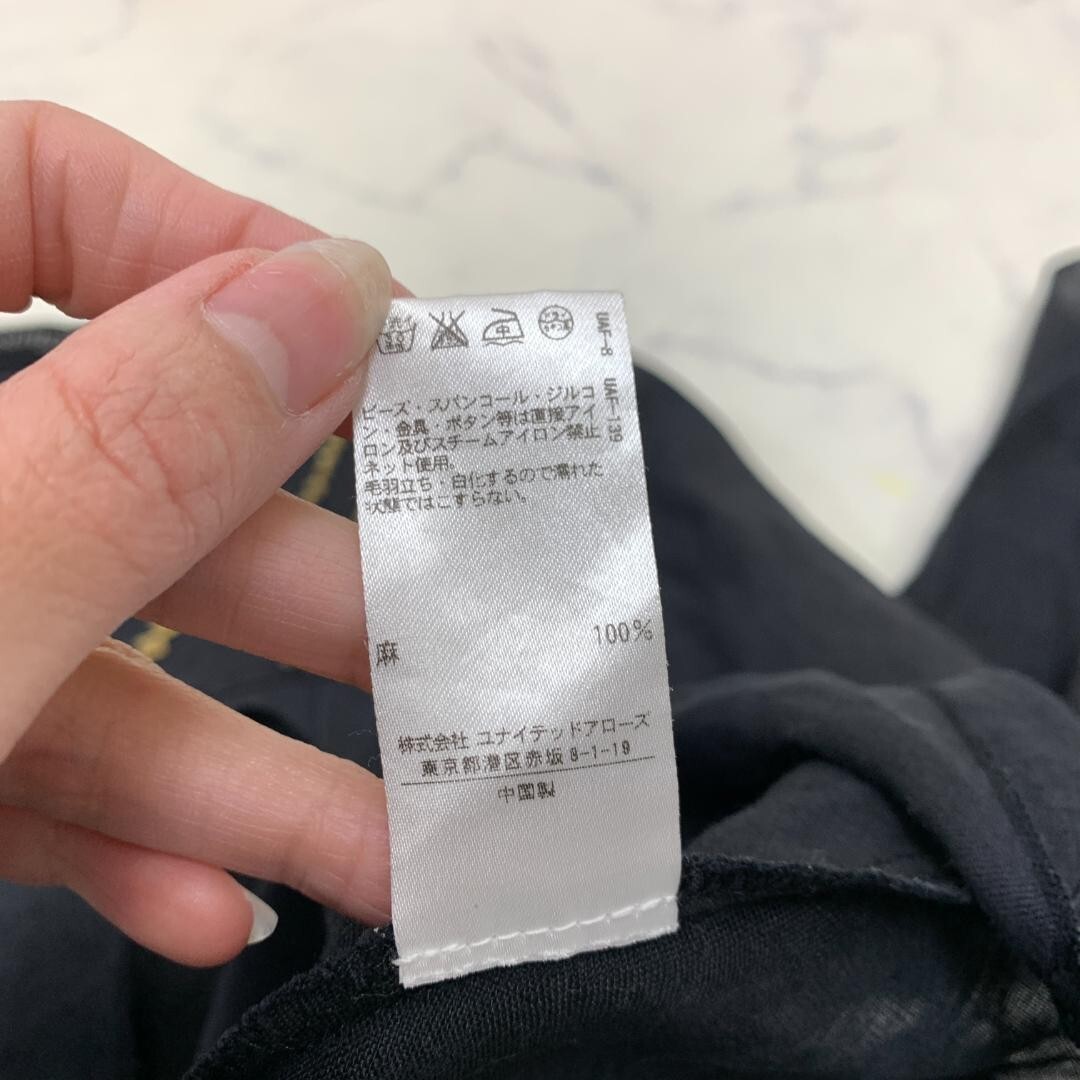 中
UAF-8 UAF-139
ビーズ・スパンコール・ジルコ
ン・金具・ボタン等は直接アイ
ロン及びスチームアイロン禁止
ネット使用。
毛羽立ち・白化するので濡れた
状態ではこすらない。
麻 100%
株式会社 ユナイテッドアローズ
東京都港区赤坂 8-1-19
中国製